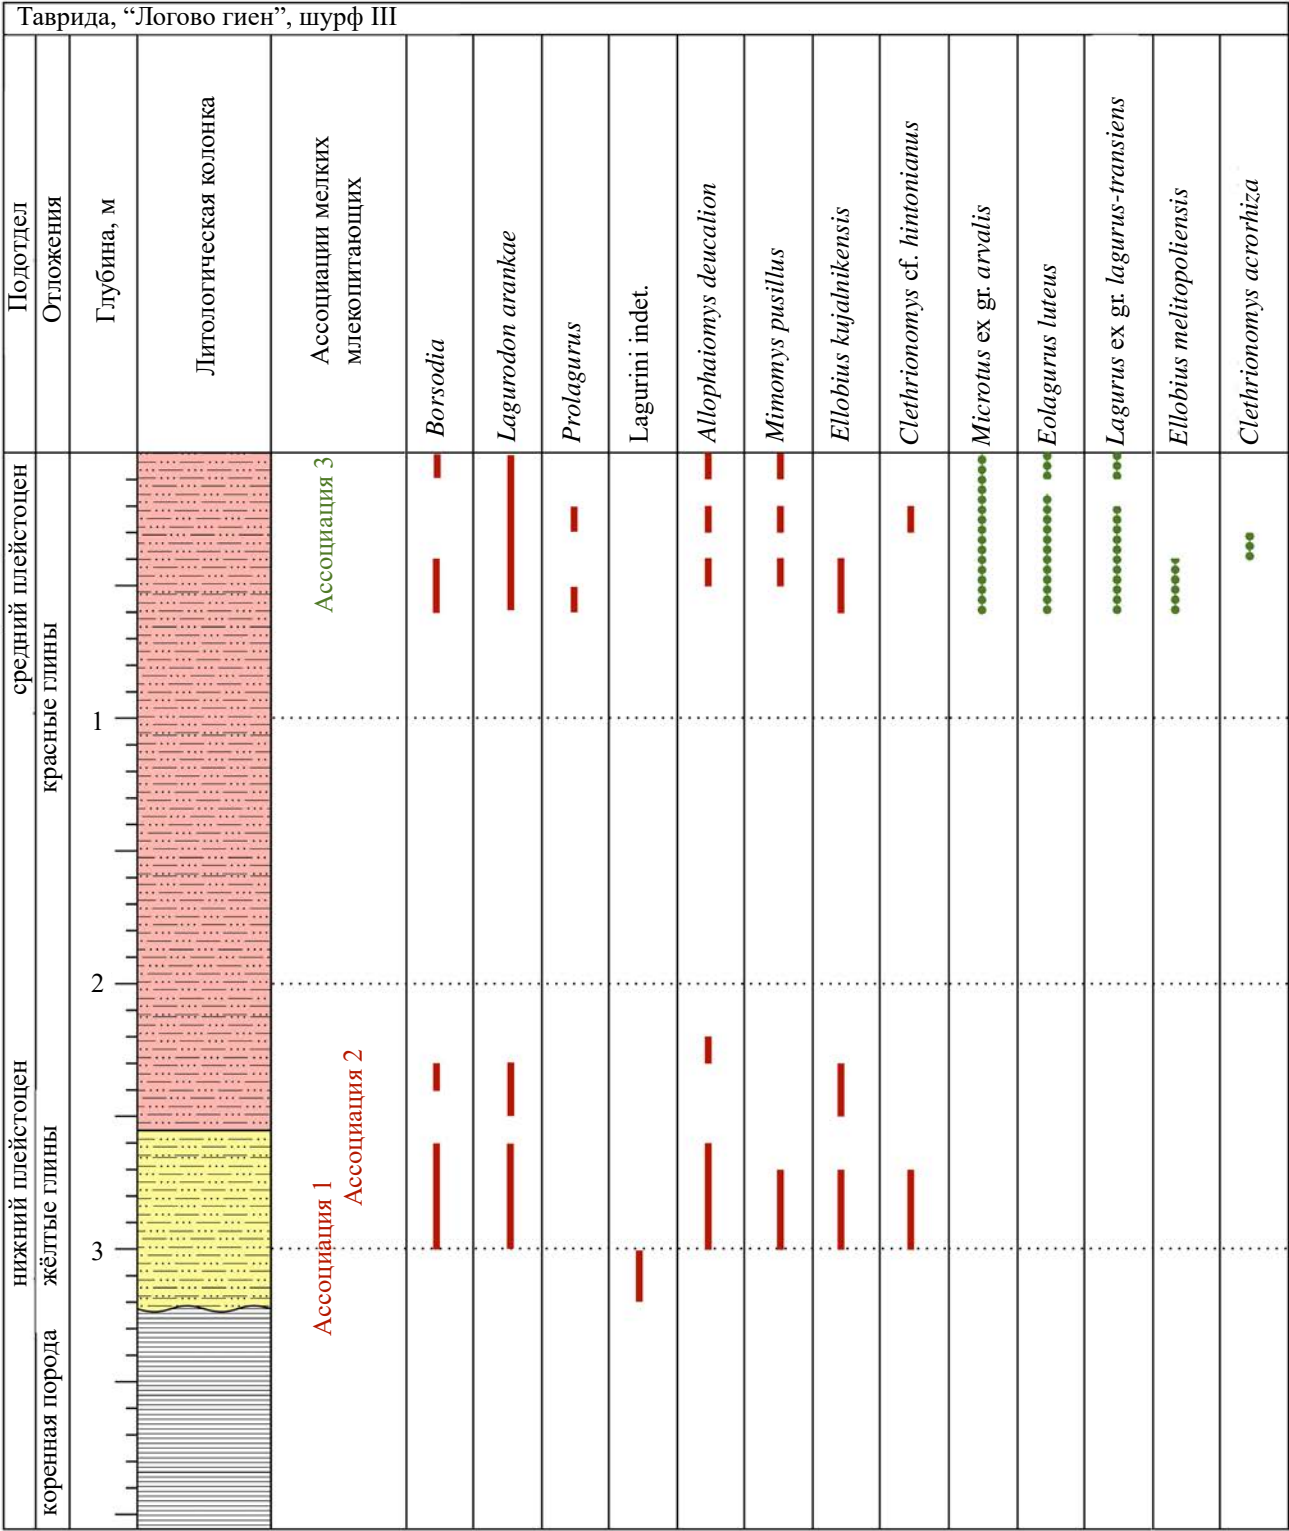 Таврида, “Логово гиен”, шурф III
Подотдел
Отложения
Глубина, м
Литологическая колонка
Ассоциации мелких
млекопитающих
Borsodia
Lagurodon arankae
Prolagurus
Lagurini indet.
Allophaiomys deucalion
Mimomys pusillus
Ellobius kujalnikensis
Clethrionomys cf. hintonianus
Microtus ex gr. arvalis
Eolagurus luteus
Lagurus ex gr. lagurus-transiens
Ellobius melitopoliensis
Clethrionomys acrorhiza
средний плейстоцен
нижний плейстоцен
красные глины
жёлтые глины
коренная порода
1
2
3
Ассоциация 3
Ассоциация 2
Ассоциация 1